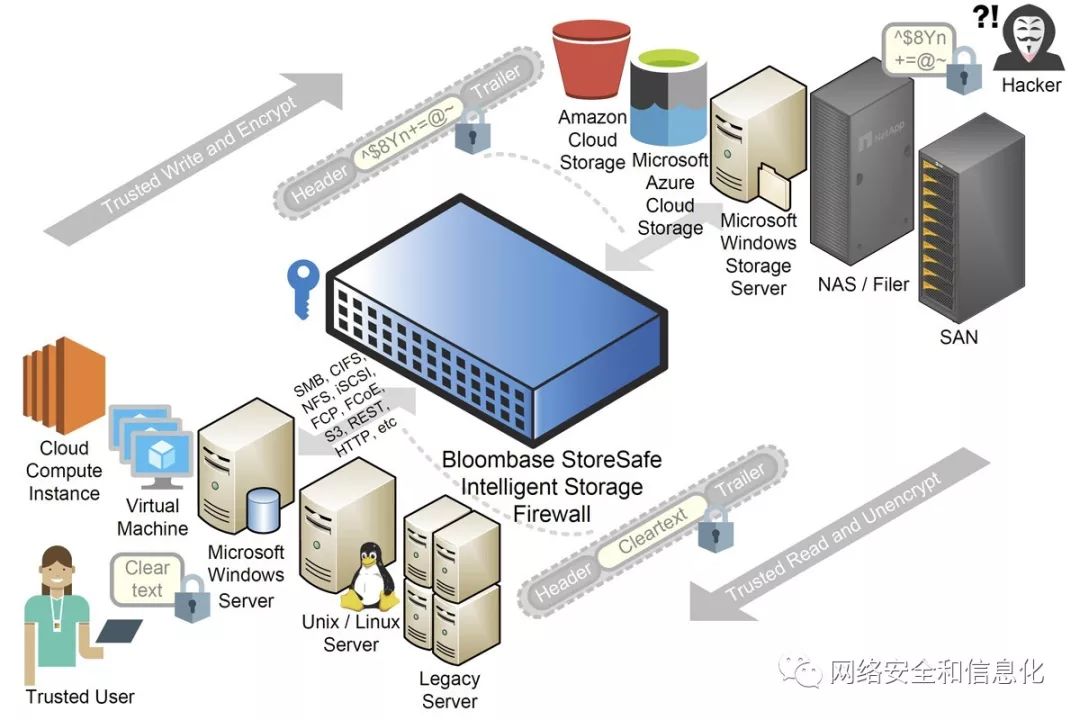 Trusted Write and Encrypt
Header
^$8Yn+=@~
Trailer
Amazon
Cloud
Storage
Microsoft
Azure
Cloud
Storage
Microsoft
Windows
Storage
Server
NetApp
NAS / Filer
SAN
^$8Yn
+=@~
?!
Hacker
SMB, CIFS,
NFS, iSCSI,
FCP, FCoE,
S3, REST,
HTTP, etc
Bloombase StoreSafe
Intelligent Storage
Firewall
Cloud
Compute
Instance
Virtual
Machine
Microsoft
Windows
Server
Unix / Linux
Server
Legacy
Server
Clear
text
Trusted User
Header
Cleartext
Trailer
Trusted Read and Unencrypt
网络安全和信息化